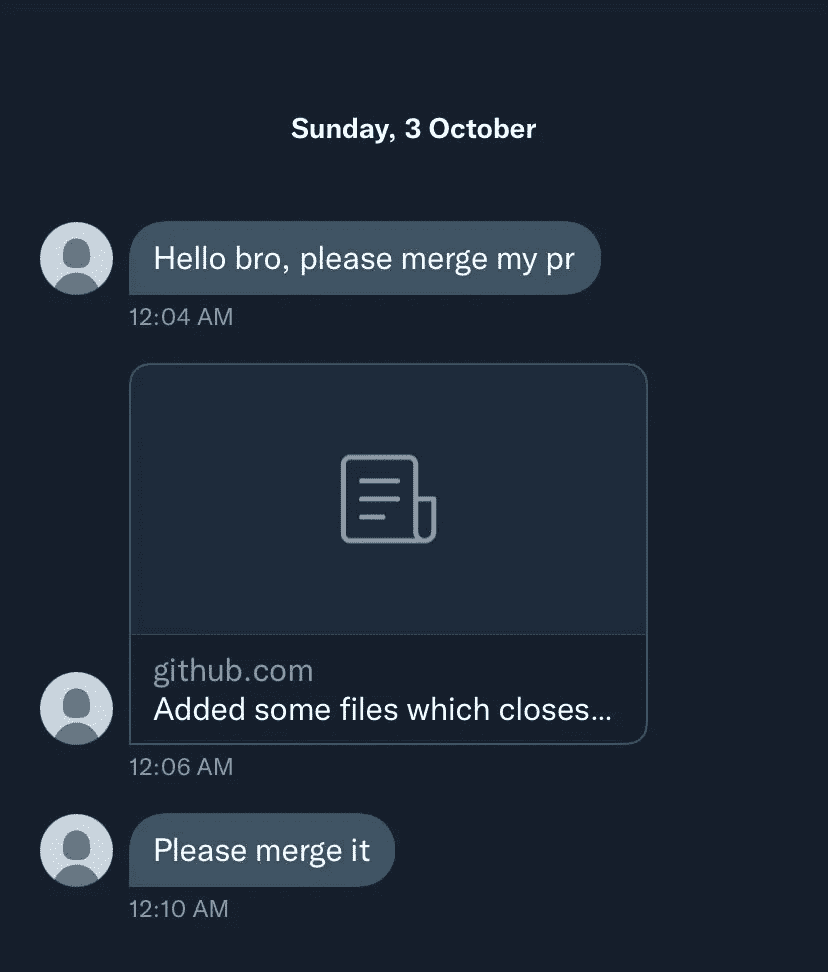 Sunday, 3 October
Hello bro, please merge my pr
12:04 AM
github.com
Added some files which closes...
12:06 AM
Please merge it
12:10 AM